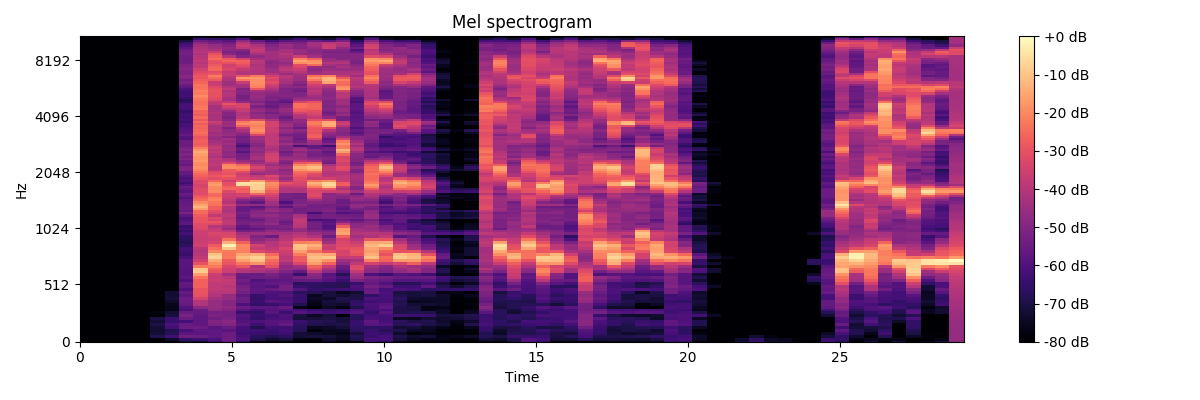 Mel spectrogram
+0 dB
8192
-10 dB
-20 dB
4096
-30 dB
Hz
2048
-40 dB
1024
-50 dB
-60 dB
512
-70 dB
0
-80 dB
0 5 10 15 20 25
Time